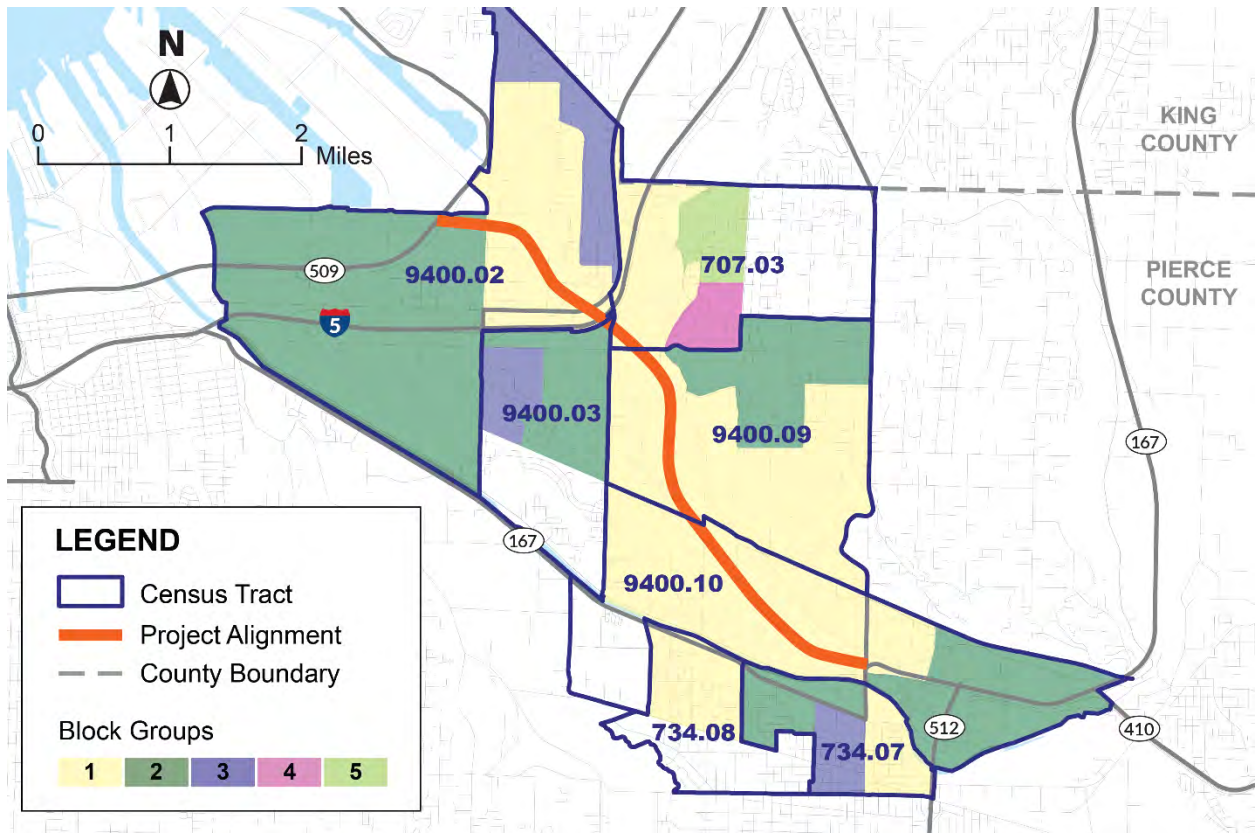 N
0 1 2
Miles
KING
COUNTY
PIERCE
COUNTY
509
9400.02
707.03
5
9400.03
9400.09
167
167
9400.10
734.08
734.07
512
410
LEGEND
Census Tract
Project Alignment
County Boundary
Block Groups
1 2 3 4 5